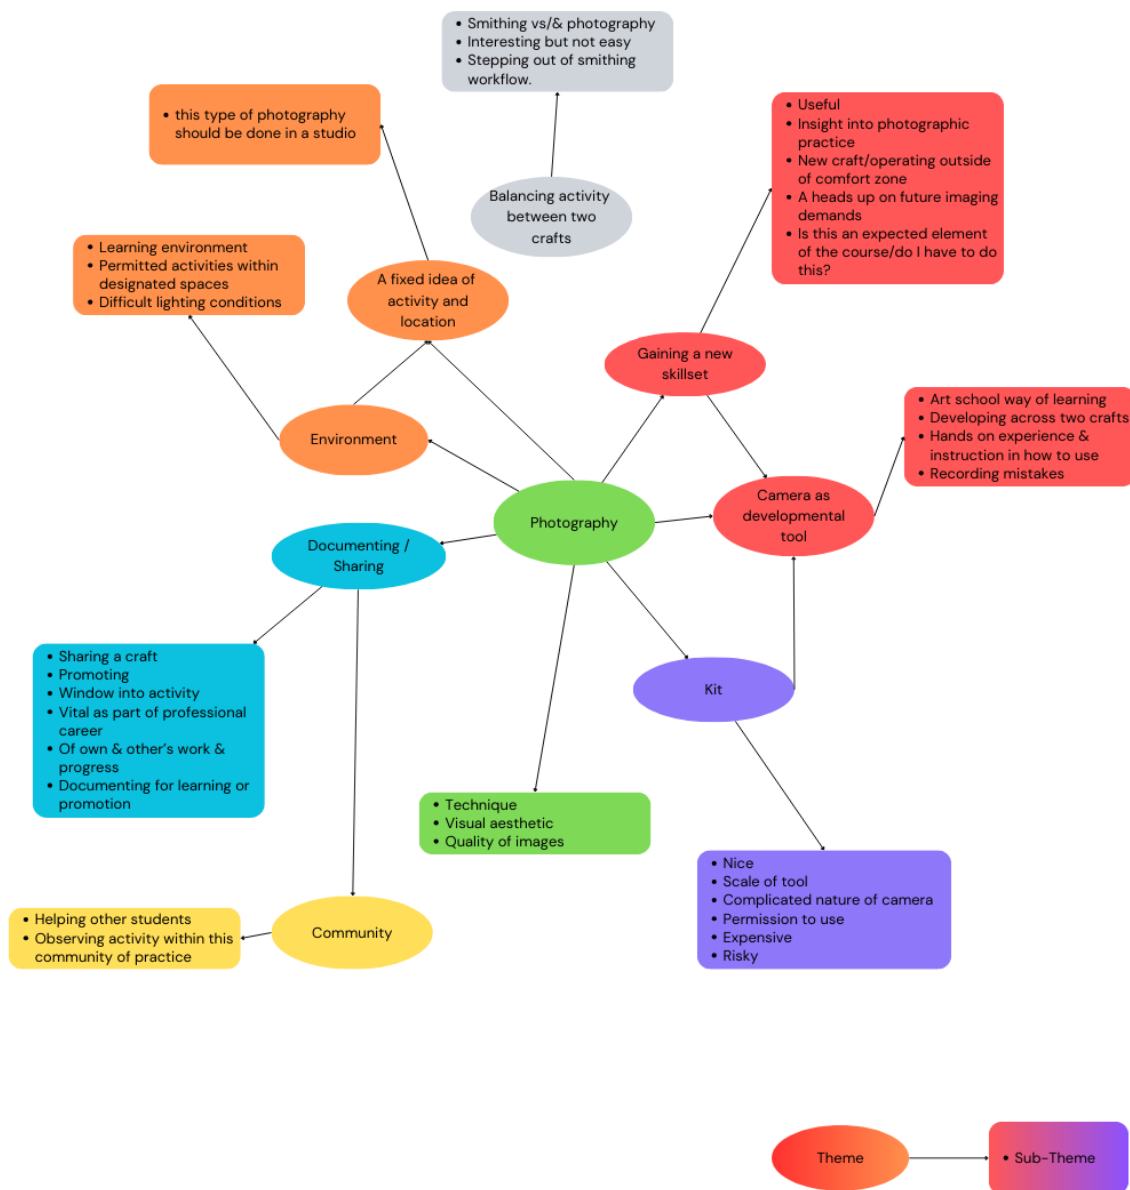 • Smithing vs/& photography
• Interesting but not easy
• Stepping out of smithing
workflow.
• this type of photography
should be done in a studio
• Useful
• Insight into photographic
practice
• New craft/operating outside
of comfort zone
• A heads up on future imaging
demands
• Is this an expected element
of the course/do I have to do
this?
Balancing activity
between two
crafts
• Learning environment
• Permitted activities within
designated spaces
• Difficult lighting conditions
A fixed idea of
activity and
location
Gaining a new
skillset
• Art school way of learning
• Developing across two crafts
• Hands on experience &
instruction in how to use
• Recording mistakes
Environment
Photography
Camera as
developmental
tool
Documenting /
Sharing
• Sharing a craft
• Promoting
• Window into activity
• Vital as part of professional
career
• Of own & other's work &
progress
• Documenting for learning or
promotion
Kit
• Technique
• Visual aesthetic
• Quality of images
• Nice
• Scale of tool
• Complicated nature of camera
• Permission to use
• Expensive
• Risky
• Helping other students
• Observing activity within this
community of practice
Community
Theme
• Sub-Theme